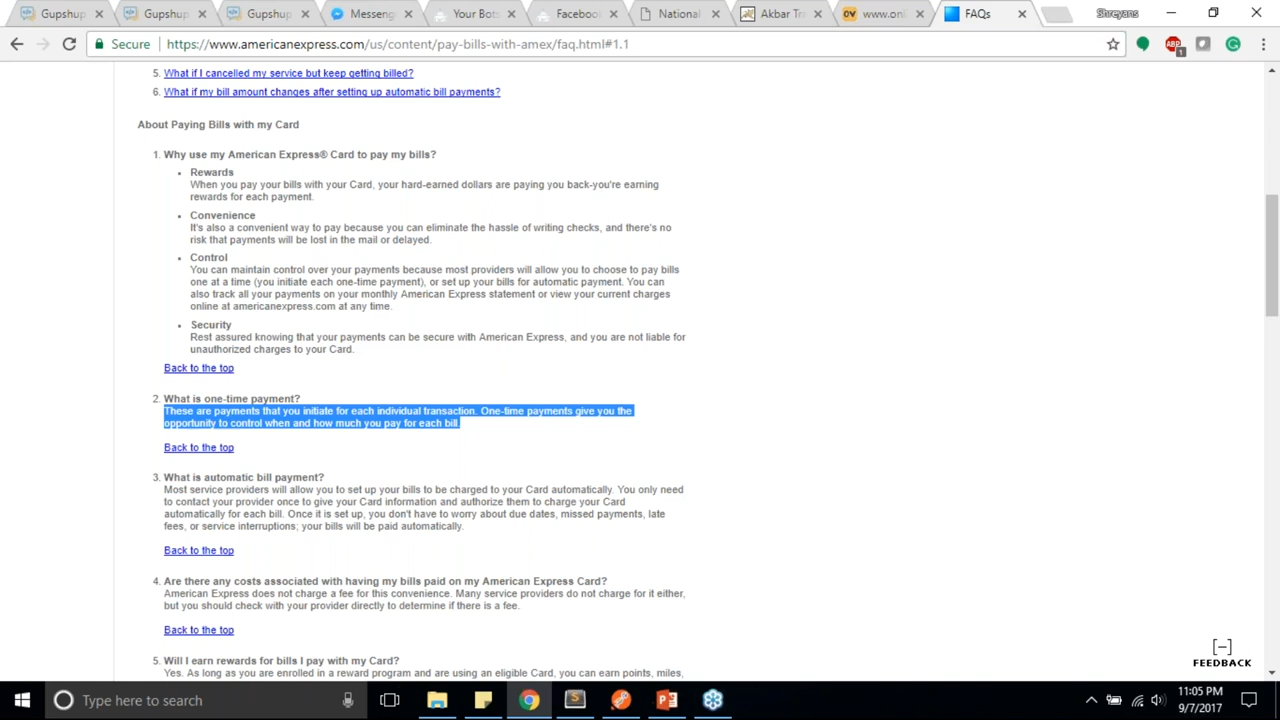 Gupshup
Gupshup
Gupshup
Messeng
Your Bots
Facebool
National
Akbar Tra
www.onl
FAQs
Shreyans
Secure
https://www.americanexpress.com/us/content/pay-bills-with-amex/faq.html#1.1
ABP
1
5. What if I cancelled my service but keep getting billed?
6. What if my bill amount changes after setting up automatic bill payments?
About Paying Bills with my Card
1. Why use my American Express® Card to pay my bills?
• Rewards
When you pay your bills with your Card, your hard-earned dollars are paying you back-you're earning
rewards for each payment.
• Convenience
It's also a convenient way to pay because you can eliminate the hassle of writing checks, and there's no
risk that payments will be lost in the mail or delayed.
• Control
You can maintain control over your payments because most providers will allow you to choose to pay bills
one at a time (you initiate each one-time payment), or set up your bills for automatic payment. You can
also track all your payments on your monthly American Express statement or view your current charges
online at americanexpress.com at any time.
• Security
Rest assured knowing that your payments can be secure with American Express, and you are not liable for
unauthorized charges to your Card.
Back to the top
2. What is one-time payment?
These are payments that you initiate for each individual transaction. One-time payments give you the
opportunity to control when and how much you pay for each bill.
Back to the top
3. What is automatic bill payment?
Most service providers will allow you to set up your bills to be charged to your Card automatically. You only need
to contact your provider once to give your Card information and authorize them to charge your Card
automatically for each bill. Once it is set up, you don't have to worry about due dates, missed payments, late
fees, or service interruptions; your bills will be paid automatically.
Back to the top
4. Are there any costs associated with having my bills paid on my American Express Card?
American Express does not charge a fee for this convenience. Many service providers do not charge for it either,
but you should check with your provider directly to determine if there is a fee.
Back to the top
5. Will I earn rewards for bills I pay with my Card?
Yes. As long as you are enrolled in a reward program and are using an eligible Card, you can earn points, miles,
[–]
FEEDBACK
Type here to search
11:05 PM
9/7/2017